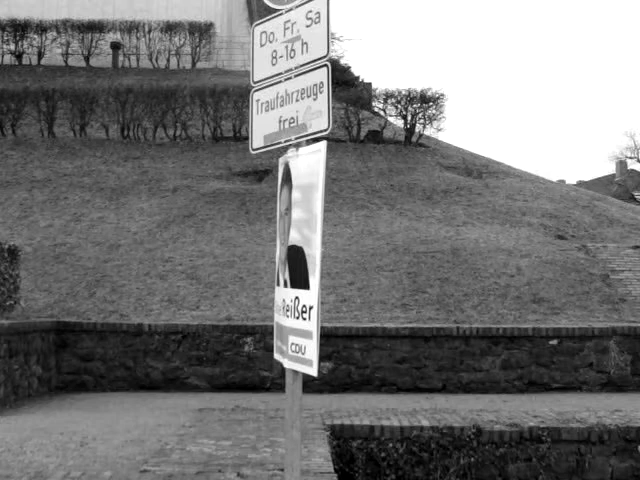 Do. Fr. Sa
8-16 h
Traufahrzeuge
frei
Reißer
CDU